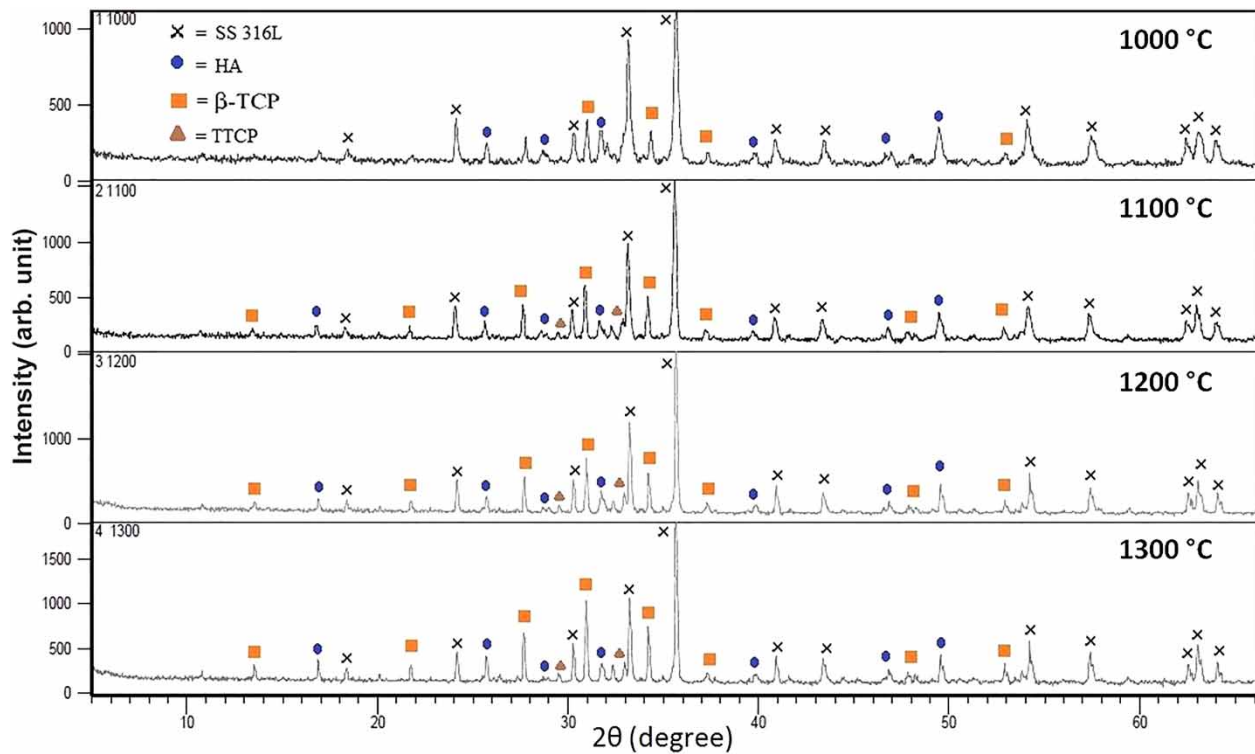 1 1000
1000 °C
1000
500
0
= SS 316L
= HA
= β-TCP
= TTCP
2 1100
1100 °C
1000
500
0
3 1200
1200 °C
1000
0
4 1300
1300 °C
1500
1000
500
0
Intensity (arb. unit)
10 20 30 40 50 60
2θ (degree)